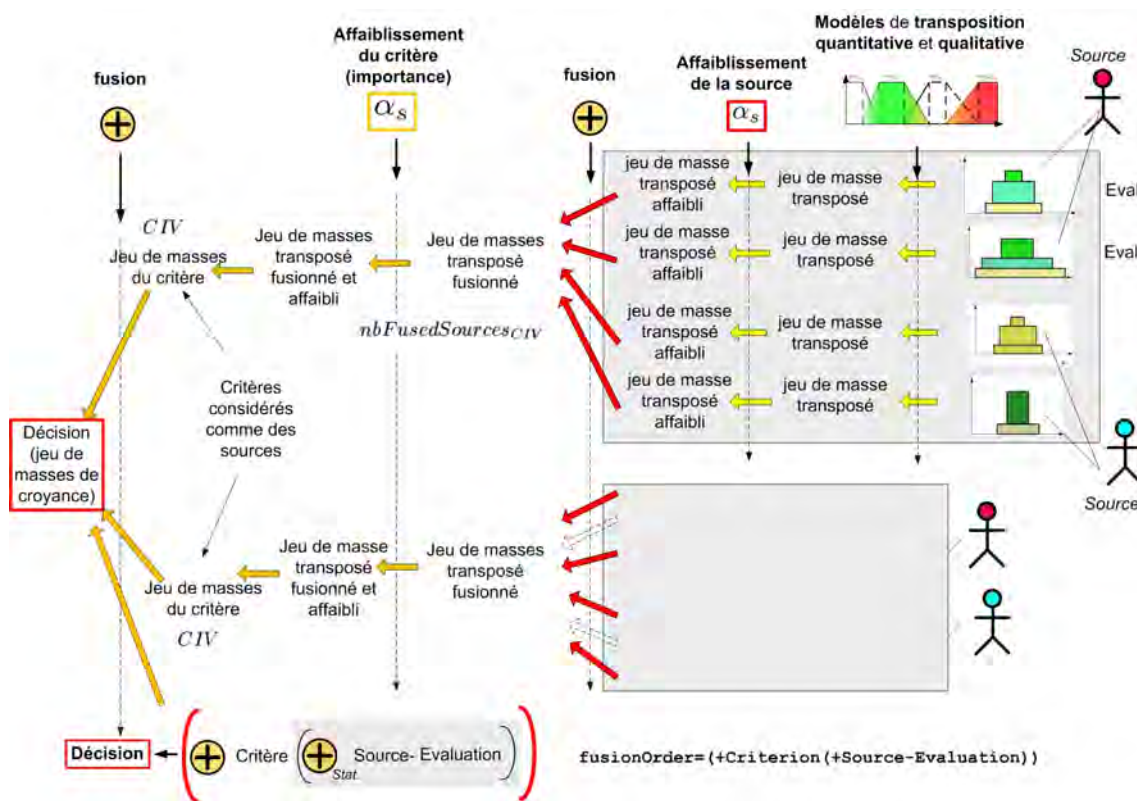 Modèles de transposition
quantitative et qualitative
Affaiblissement
du critère
(importance)
fusion
fusion
Affaiblissement
de la source
Source
α_s
α_s
jeu de masse
transposé
affaibli
jeu de masse
transposé
Eval
jeu de masse
transposé
affaibli
jeu de masse
transposé
Eval
jeu de masse
transposé
affaibli
jeu de masse
transposé
jeu de masse
transposé
affaibli
jeu de masse
transposé
Source
CIV
Jeu de masses
du critère
Jeu de masses
transposé
fusionné et
affaibli
Jeu de masses
transposé
fusionné
nbFusedSources_CIV
Critères
considérés
comme des
sources
Décision
(jeu de
masses de
croyance)
Jeu de masses
du critère
CIV
Jeu de masse
transposé
fusionné et
affaibli
Jeu de masses
transposé
fusionné
Décision
Critère
Stat.
Source- Evaluation
fusionOrder=(+Criterion(+Source-Evaluation))